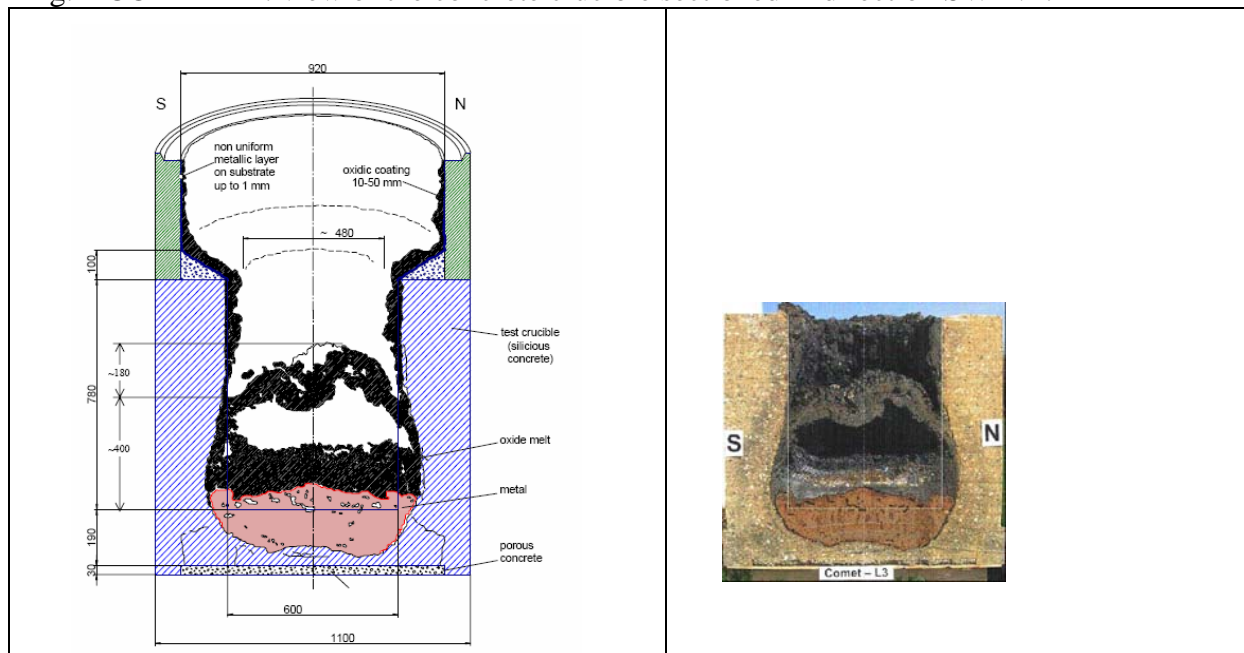 920
S
N
non uniform
metallic layer
on substrate
up to 1 mm
oxidic coating
10-50 mm
~ 480
100
test crucible
(silicious
concrete)
~180
780
~400
oxide melt
metal
190
porous
concrete
30
600
1100
S
N
Comet – L3